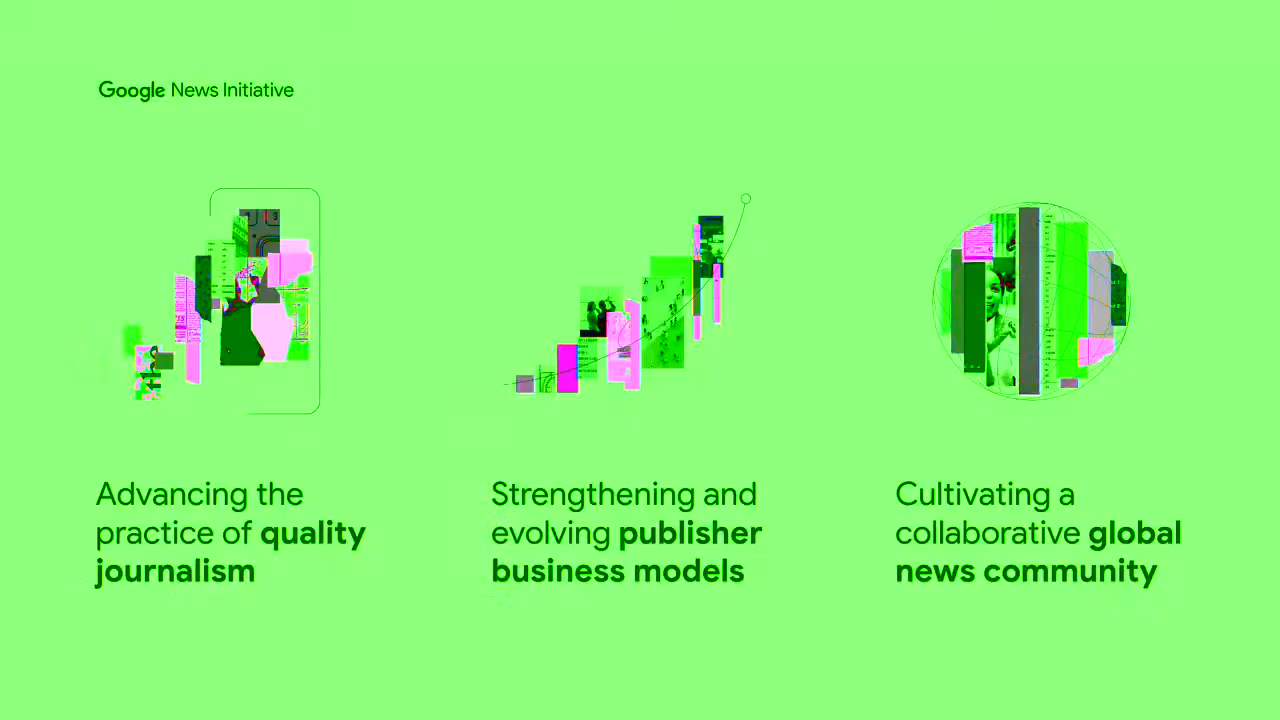 Google News Initiative
Advancing the
practice of quality
journalism
Strengthening and
evolving publisher
business models
Cultivating a
collaborative global
news community